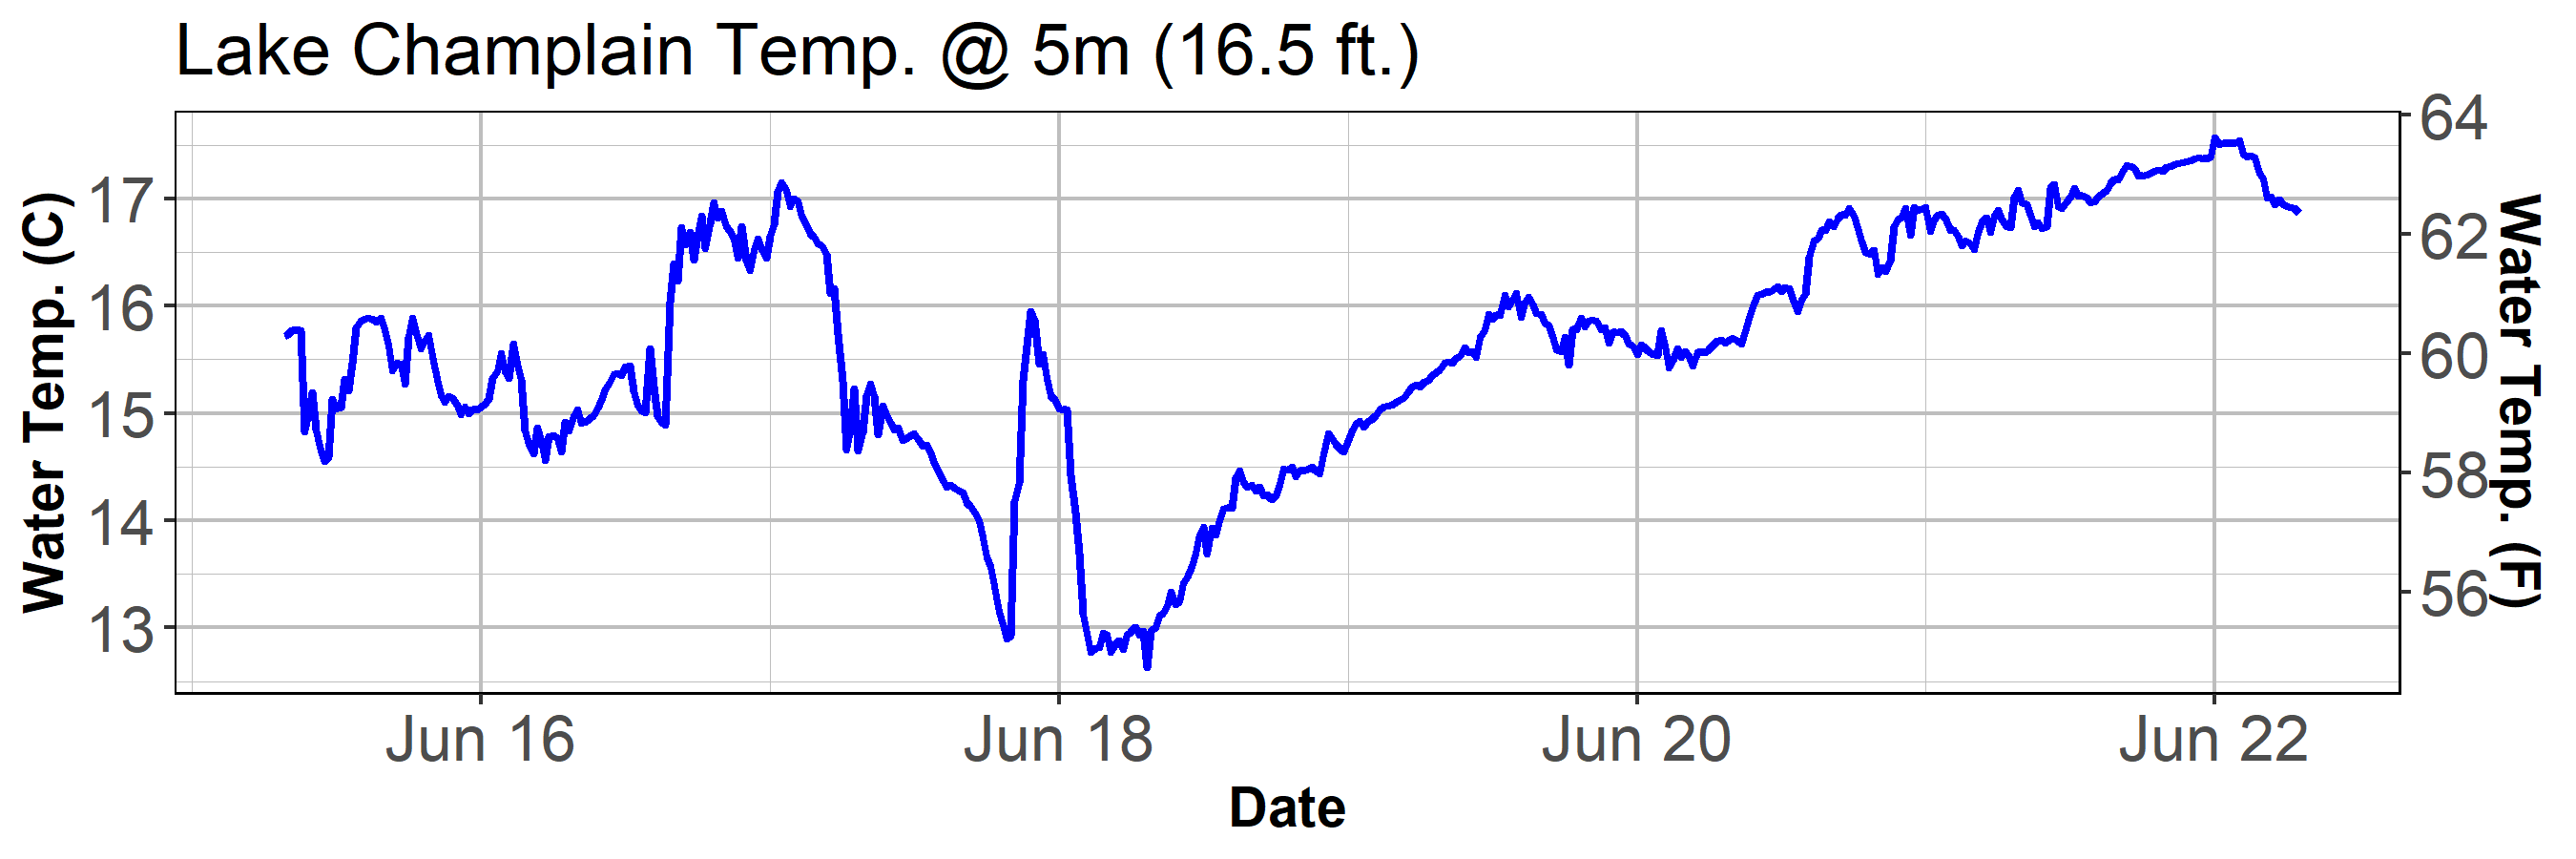 Lake Champlain Temp. @ 5m (16.5 ft.)
Water Temp. (C)
17
16
15
14
13
64
62
60
58
56
Water Temp. (F)
Jun 16 Jun 18 Jun 20 Jun 22
Date